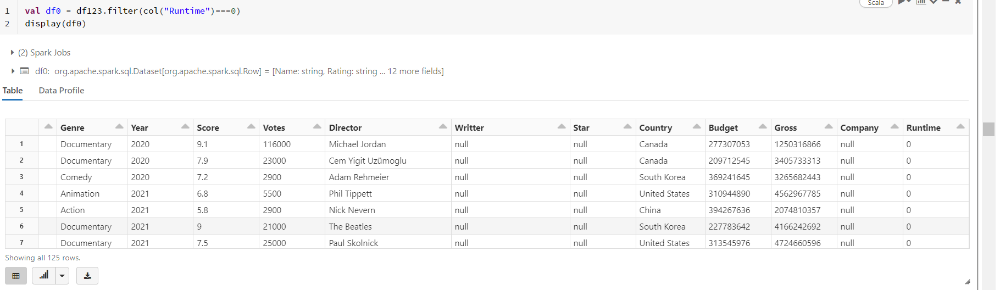 Scala
1 val df0 = df123.filter(col("Runtime")===0)
2 display(df0)
(2) Spark Jobs
df0: org.apache.spark.sql.Dataset[org.apache.spark.sql.Row] = [Name: string, Rating: string ... 12 more fields]
Table Data Profile
Genre Year Score Votes Director Writter Star Country Budget Gross Company Runtime
1 Documentary 2020 9.1 116000 Michael Jordan null null Canada 277307053 1250316866 null 0
2 Documentary 2020 7.9 23000 Cem Yigit Uzümoglu null null Canada 209712545 3405733313 null 0
3 Comedy 2020 7.2 2900 Adam Rehmeier null null South Korea 369241645 3265682443 null 0
4 Animation 2021 6.8 5500 Phil Tippett null null United States 310944890 4562967785 null 0
5 Action 2021 5.8 2900 Nick Nevern null null China 394267636 2074810357 null 0
6 Documentary 2021 9 21000 The Beatles null null South Korea 227783642 4166242692 null 0
7 Documentary 2021 7.5 25000 Paul Skolnick null null United States 313545976 4724660596 null 0
Showing all 125 rows.